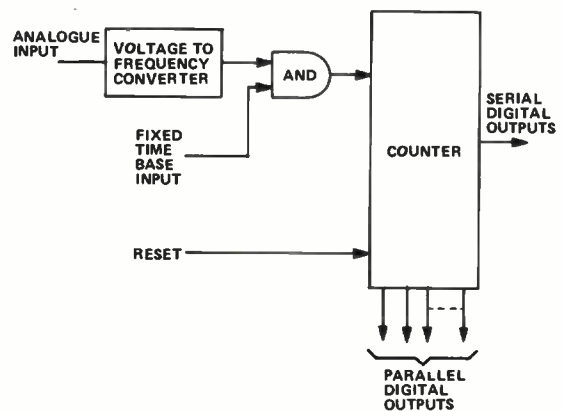 ANALOGUE
INPUT
VOLTAGE TO
FREQUENCY
CONVERTER
AND
FIXED
TIME
BASE
INPUT
RESET
COUNTER
SERIAL
DIGITAL
OUTPUTS
PARALLEL
DIGITAL
OUTPUTS